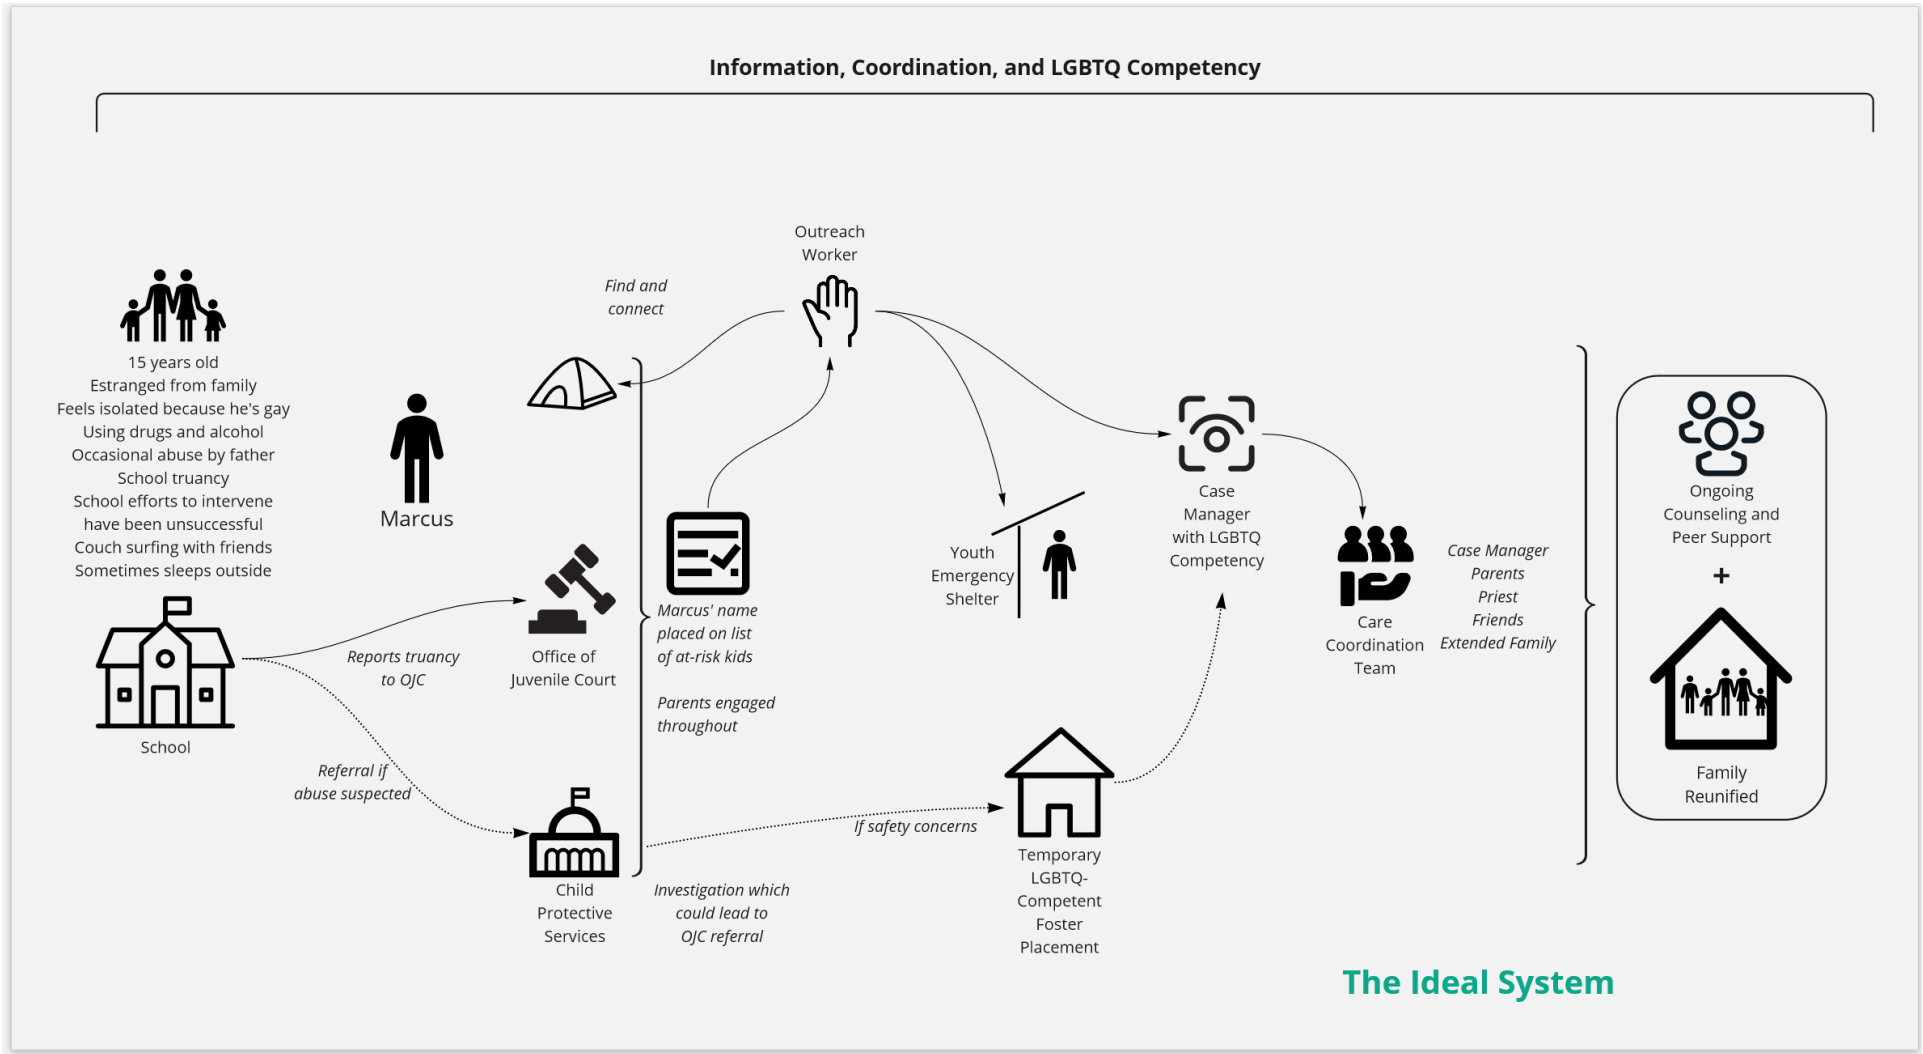 Information, Coordination, and LGBTQ Competency
Outreach
Worker
Find and
connect
15 years old
Estranged from family
Feels isolated because he's gay
Using drugs and alcohol
Occasional abuse by father
School truancy
School efforts to intervene
have been unsuccessful
Couch surfing with friends
Sometimes sleeps outside
Marcus
School
Reports truancy
to OJC
Referral if
abuse suspected
Office of
Juvenile Court
Child
Protective
Services
Marcus' name
placed on list
of at-risk kids
Parents engaged
throughout
Investigation which
could lead to
OJC referral
If safety concerns
Youth
Emergency
Shelter
Temporary
LGBTQ-
Competent
Foster
Placement
Case
Manager
with LGBTQ
Competency
Care
Coordination
Team
Case Manager
Parents
Priest
Friends
Extended Family
Ongoing
Counseling and
Peer Support
+
Family
Reunified
The Ideal System